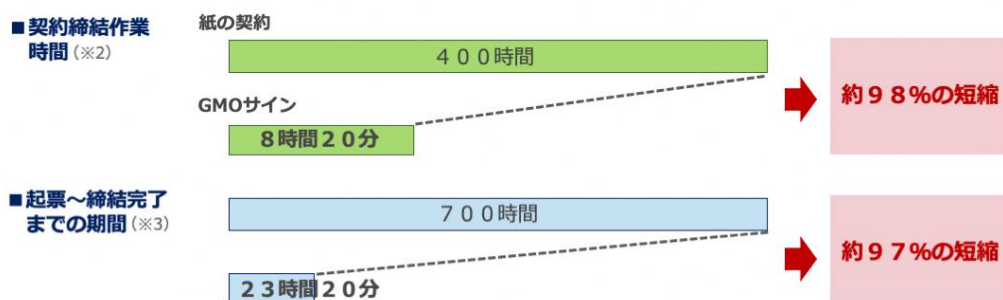 ■契約締結作業
時間(※2)
紙の契約
４００時間
GMOサイン
８時間２０分
約９８%の短縮
■起票～締結完了
までの期間(※3)
７００時間
２３時間２０分
約９７%の短縮